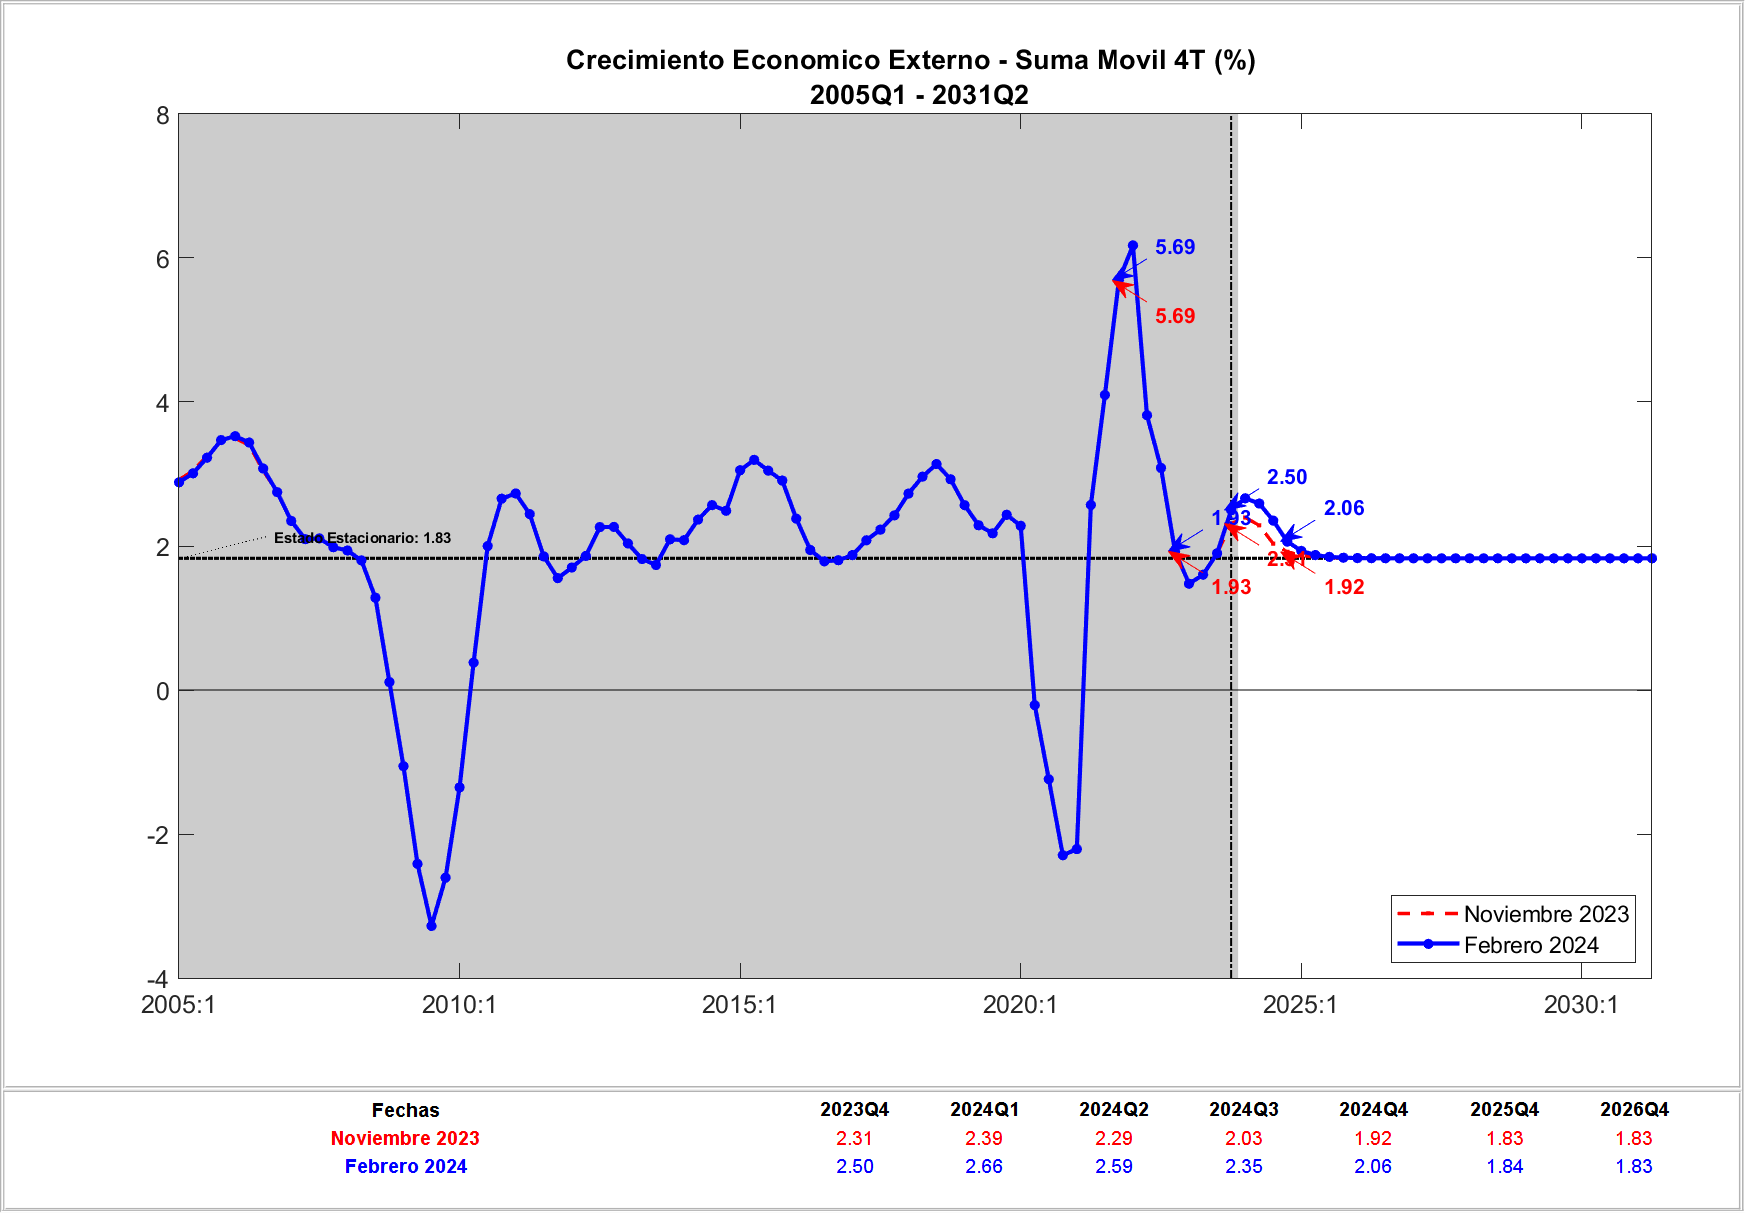 Crecimiento Economico Externo - Suma Movil 4T (%)
2005Q1 - 2031Q2
8
6
4
2
0
-2
-4
5.69
5.69
2.50
1.93
2.06
2.31
1.93
1.92
Estado Estacionario: 1.83
Noviembre 2023
Febrero 2024
2005:1 2010:1 2015:1 2020:1 2025:1 2030:1
Fechas 2023Q4 2024Q1 2024Q2 2024Q3 2024Q4 2025Q4 2026Q4
Noviembre 2023 2.31 2.39 2.29 2.03 1.92 1.83 1.83
Febrero 2024 2.50 2.66 2.59 2.35 2.06 1.84 1.83